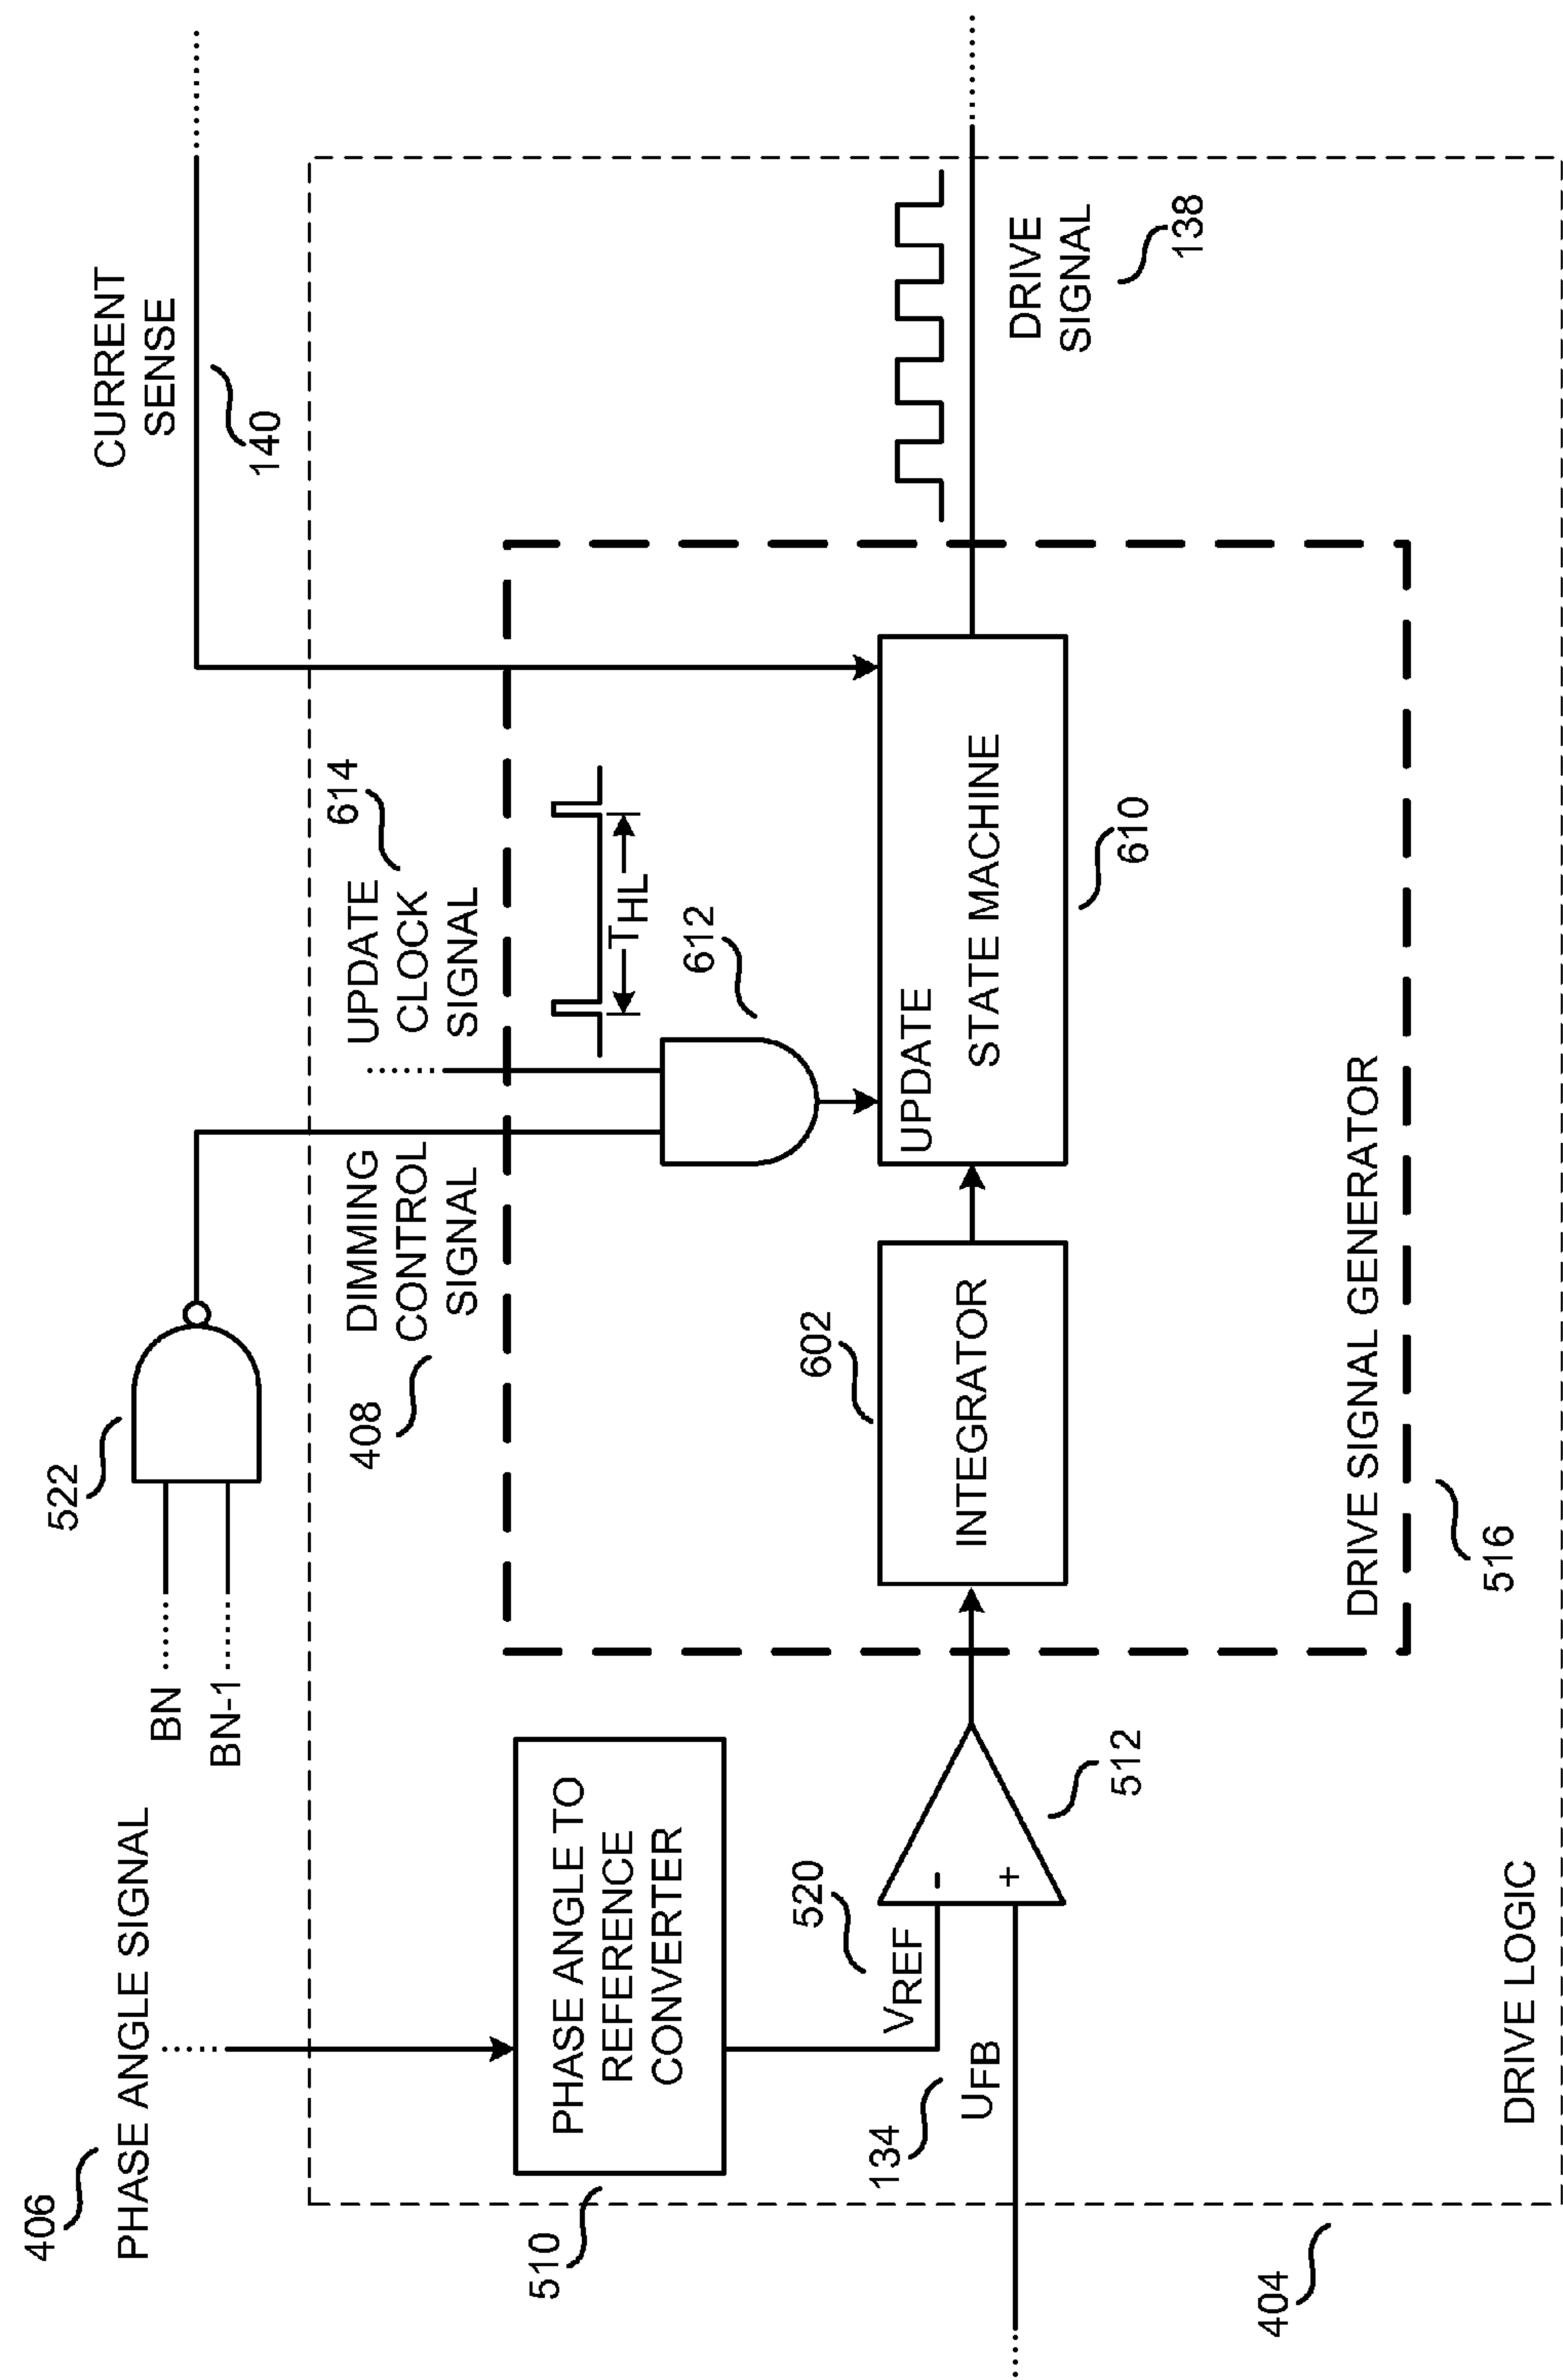 406
PHASE ANGLE SIGNAL
522
BN
BN-1
CURRENT
SENSE
140
DIMMING
CONTROL
SIGNAL
408
UPDATE
CLOCK
SIGNAL
614
THL
612
510
PHASE ANGLE TO
REFERENCE
CONVERTER
520
VREF
134
UFB
-
+
512
602
INTEGRATOR
UPDATE
STATE MACHINE
610
DRIVE
SIGNAL
138
DRIVE SIGNAL GENERATOR
516
DRIVE LOGIC
404